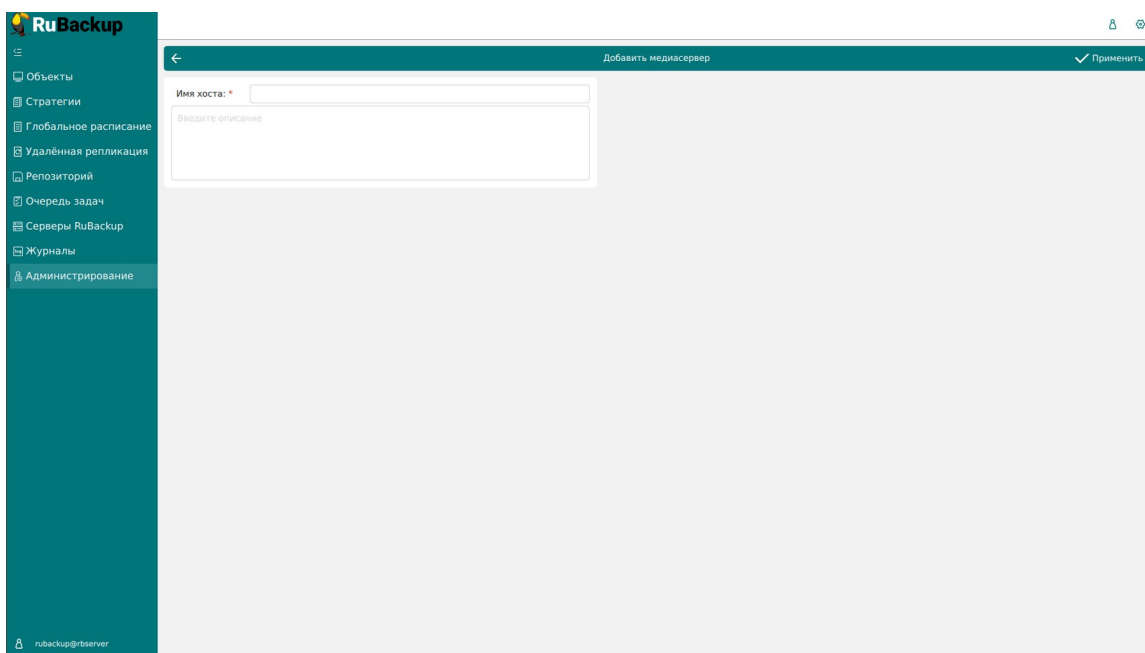 RuBackup
Добавить медиасервер
Применить
Объекты
Стратегии
Глобальное расписание
Удалённая репликация
Репозиторий
Очередь задач
Серверы RuBackup
Журналы
Администрирование
Имя хоста: *
Введите описание
rubackup@rbserver